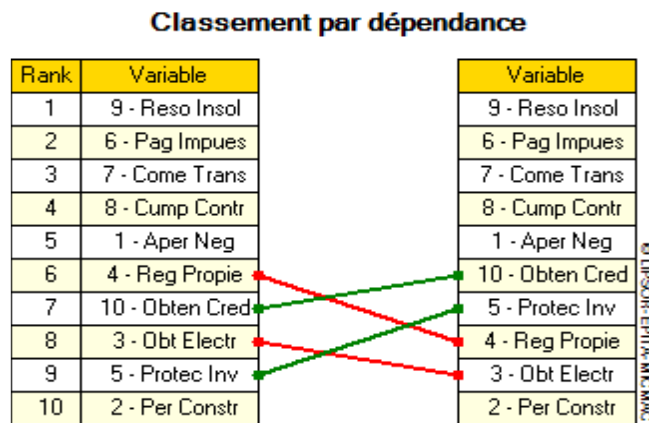 Classement par dépendance
Rank Variable Variable
1 9 - Reso Insol 9 - Reso Insol
2 6 - Pag Impues 6 - Pag Impues
3 7 - Come Trans 7 - Come Trans
4 8 - Cump Contr 8 - Cump Contr
5 1 - Aper Neg 1 - Aper Neg
6 4 - Reg Propie 10 - Obten Cred
7 10 - Obten Cred 5 - Protec Inv
8 3 - Obt Electr 4 - Reg Propie
9 5 - Protec Inv 3 - Obt Electr
10 2 - Per Constr 2 - Per Constr
© LIPSOR-EPITA-MICMAC